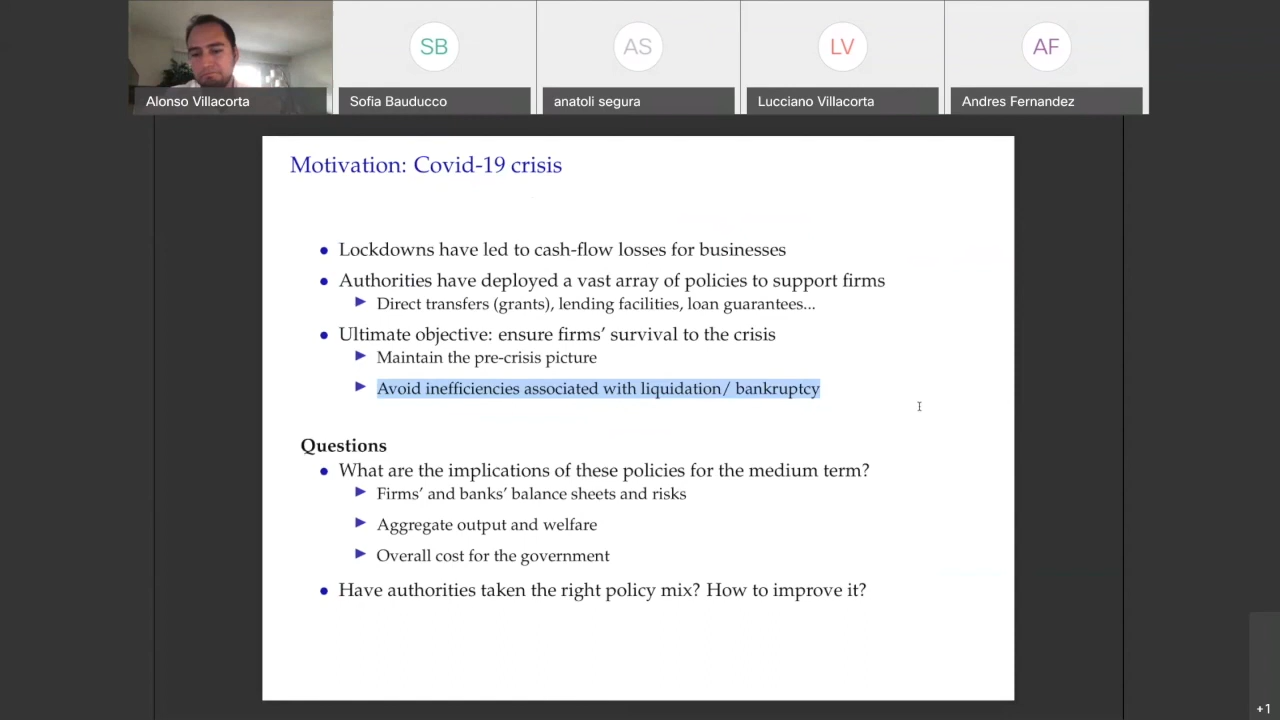 SB
AS
LV
AF
Alonso Villacorta
Sofia Bauducco
anatoli segura
Lucciano Villacorta
Andres Fernandez
Motivation: Covid-19 crisis
• Lockdowns have led to cash-flow losses for businesses
• Authorities have deployed a vast array of policies to support firms
▶ Direct transfers (grants), lending facilities, loan guarantees...
• Ultimate objective: ensure firms' survival to the crisis
▶ Maintain the pre-crisis picture
▶ Avoid inefficiencies associated with liquidation/ bankruptcy
Questions
• What are the implications of these policies for the medium term?
▶ Firms' and banks' balance sheets and risks
▶ Aggregate output and welfare
▶ Overall cost for the government
• Have authorities taken the right policy mix? How to improve it?
+1